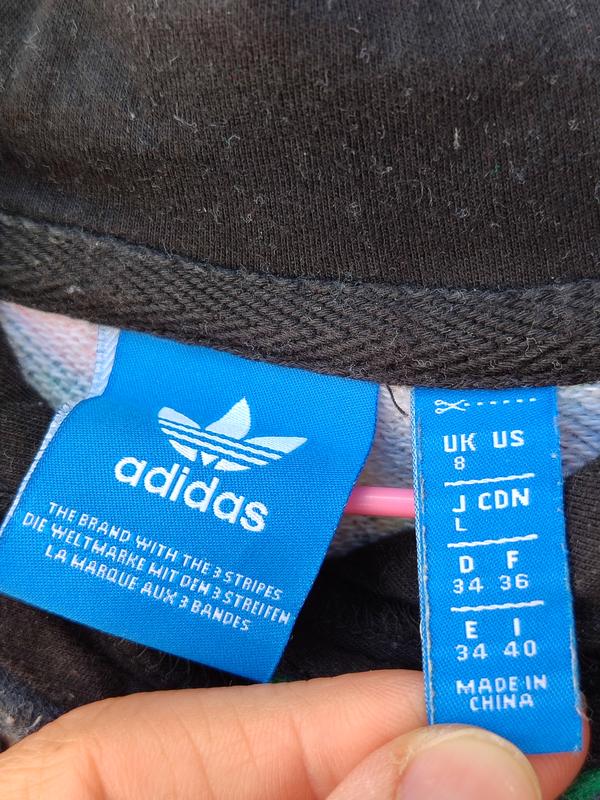 adidas
THE BRAND WITH THE 3 STRIPES
DIE WELTMARKE MIT DEN 3 STREIFEN
LA MARQUE AUX 3 BANDES
UK US
8
J CDN
L
D F
34 36
E I
34 40
MADE IN
CHINA